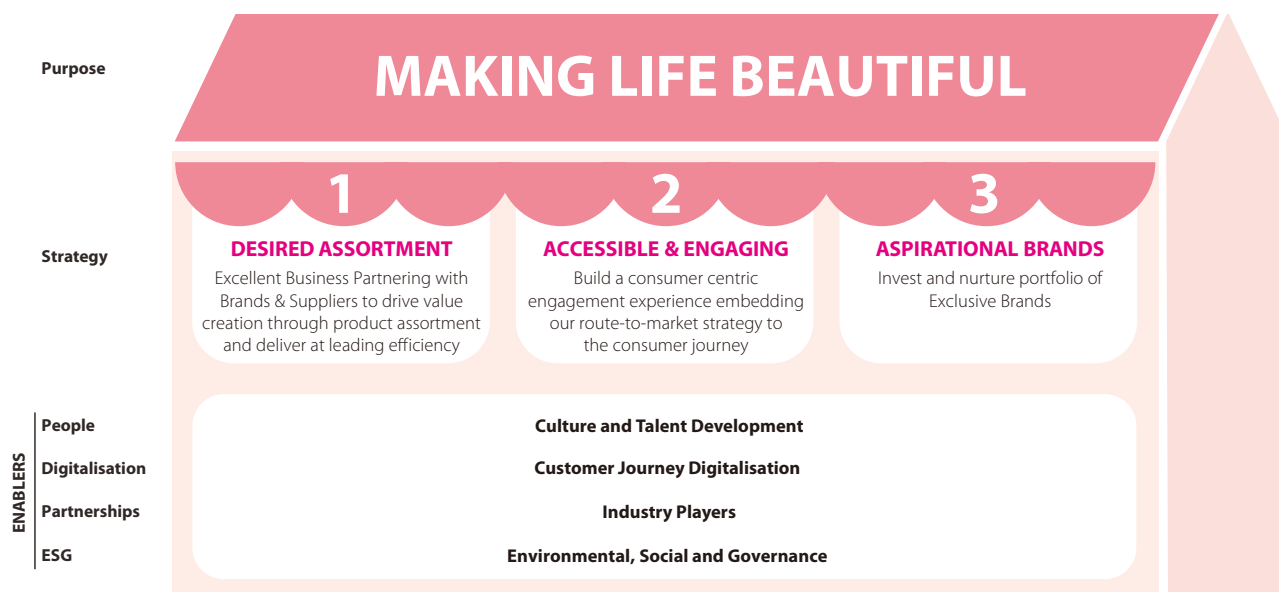 Purpose
MAKING LIFE BEAUTIFUL
Strategy
1
DESIRED ASSORTMENT
Excellent Business Partnering with
Brands & Suppliers to drive value
creation through product assortment
and deliver at leading efficiency
2
ACCESSIBLE & ENGAGING
Build a consumer centric
engagement experience embedding
our route-to-market strategy to
the consumer journey
3
ASPIRATIONAL BRANDS
Invest and nurture portfolio of
Exclusive Brands
ENABLERS
People
Culture and Talent Development
Digitalisation
Customer Journey Digitalisation
Partnerships
Industry Players
ESG
Environmental, Social and Governance